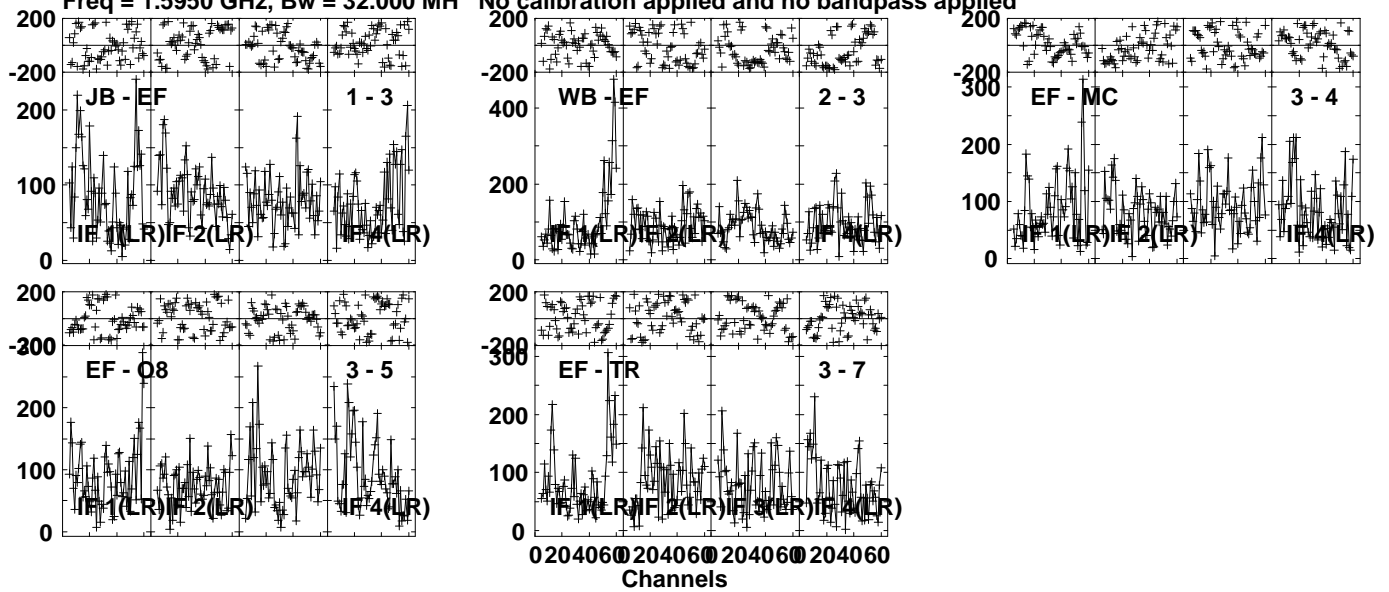 Freq = 1.5950 GHz, Bw = 32.000 MH No calibration applied and no bandpass applied
200
-200
200
100
0
JB - EF
1 - 3
IF 1(LR)
IF 2(LR)
IF 4(LR)
200
-200
400
200
0
WB - EF
2 - 3
IF 1(LR)
IF 2(LR)
IF 4(LR)
200
-200
300
200
100
0
EF - MC
3 - 4
IF 1(LR)
IF 2(LR)
IF 4(LR)
200
-200
300
200
100
0
EF - O8
3 - 5
IF 1(LR)
IF 2(LR)
IF 4(LR)
200
-200
300
200
100
0
EF - TR
3 - 7
IF 1(LR)
IF 2(LR)
IF 3(LR)
IF 4(LR)
0 20 40 60 0 20 40 60 0 20 40 60 0 20 40 60
Channels